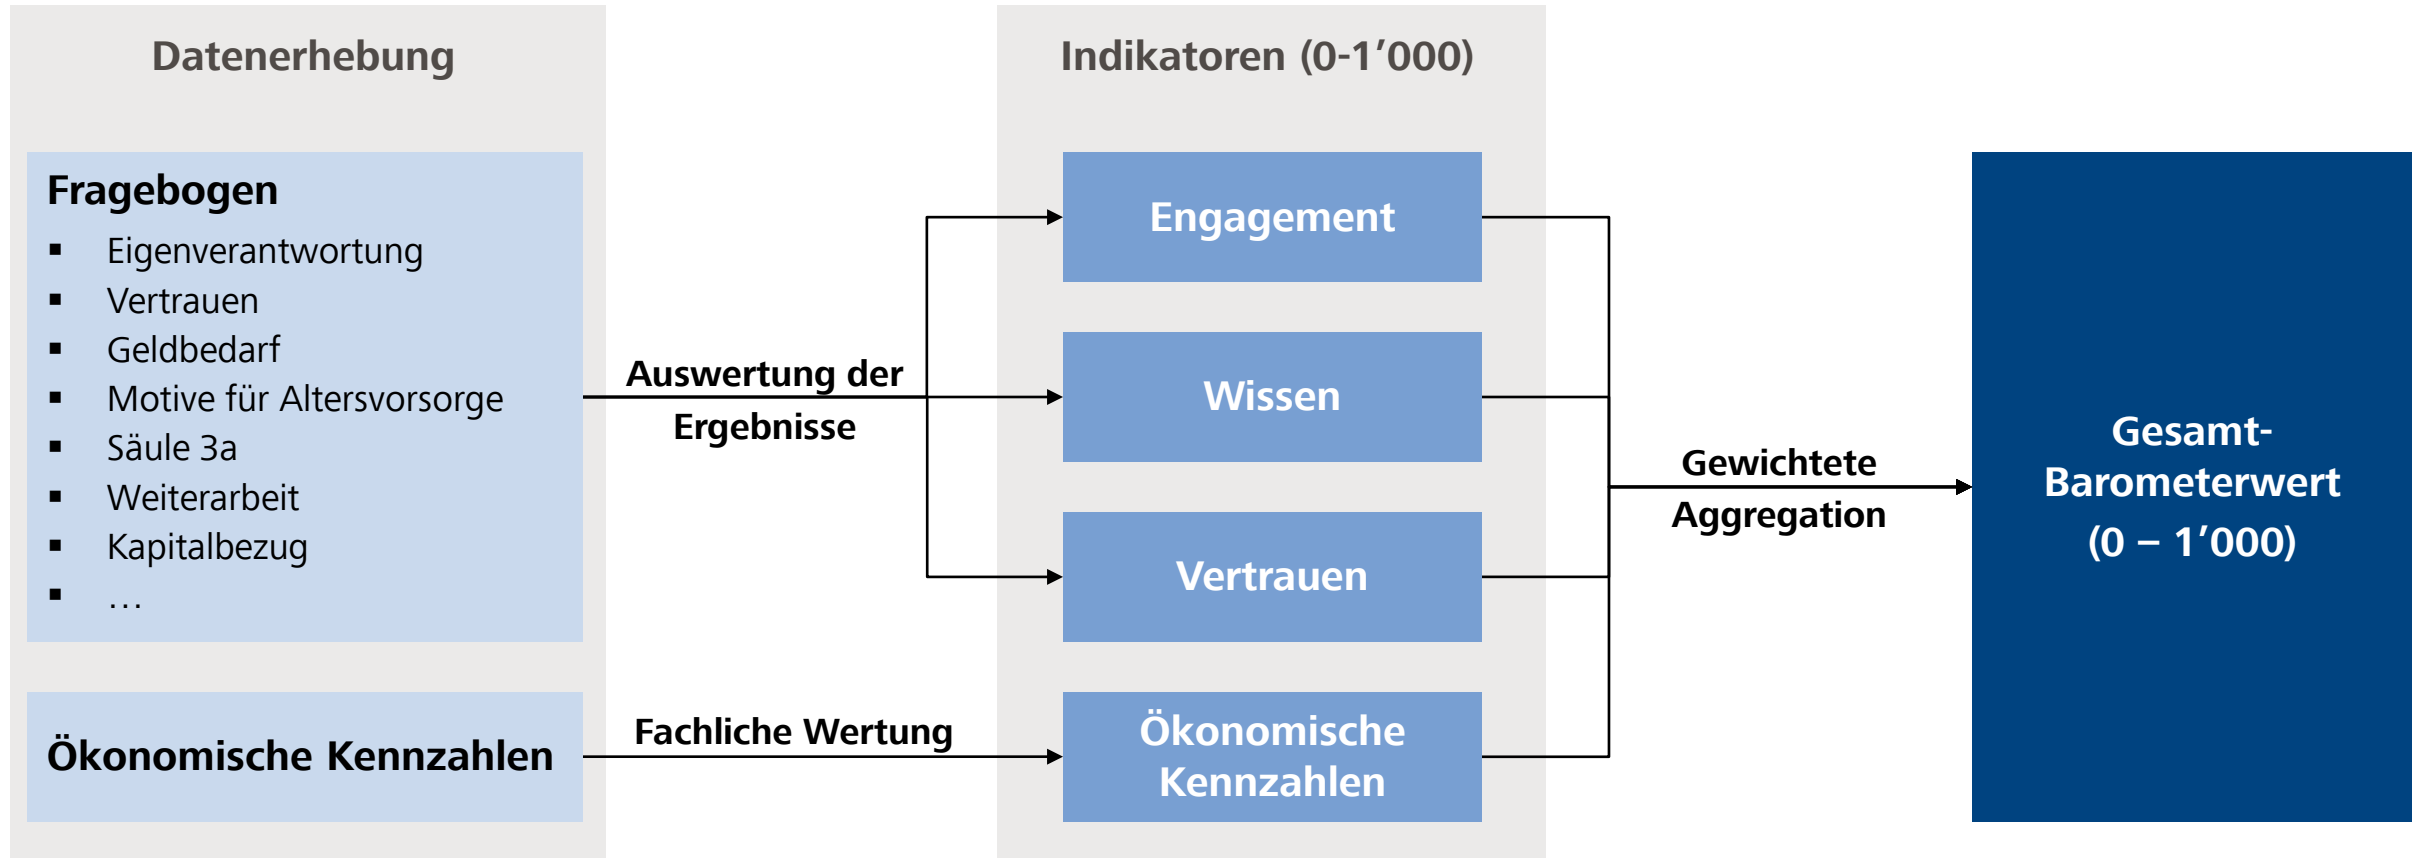 Datenerhebung
Fragebogen
▪ Eigenverantwortung
▪ Vertrauen
▪ Geldbedarf
▪ Motive für Altersvorsorge
▪ Säule 3a
▪ Weiterarbeit
▪ Kapitalbezug
▪ …
Ökonomische Kennzahlen
Auswertung der
Ergebnisse
Fachliche Wertung
Indikatoren (0-1’000)
Engagement
Wissen
Vertrauen
Ökonomische
Kennzahlen
Gewichtete
Aggregation
Gesamt-
Barometerwert
(0 – 1’000)